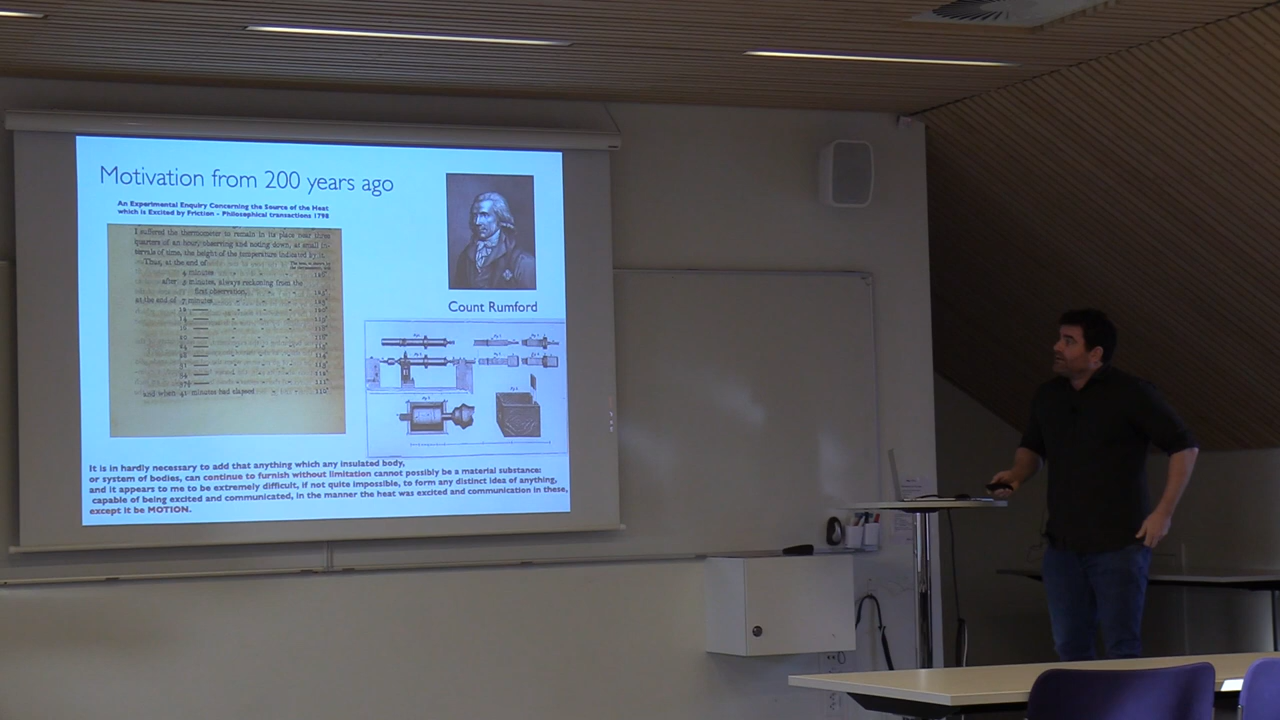 Motivation from 200 years ago
An Experimental Enquiry Concerning the Source of the Heat
which is Excited by Friction - Philosophical transactions 1798
I suffered the thermometer to remain in its place near three
quarters of an hour, observing and noting down, at small in-
tervals of time, the height of the temperature indicated by it.
Thus, at the end of
4 minutes
after 5 minutes, always reckoning from the
first observation,
at the end of 7 minutes
and when 41 minutes had elapsed 110°
Count Rumford
It is in hardly necessary to add that anything which any insulated body,
or system of bodies, can continue to furnish without limitation cannot possibly be a material substance:
and it appears to me to be extremely difficult, if not quite impossible, to form any distinct idea of anything,
capable of being excited and communicated, in the manner the heat was excited and communication in these,
except it be MOTION.